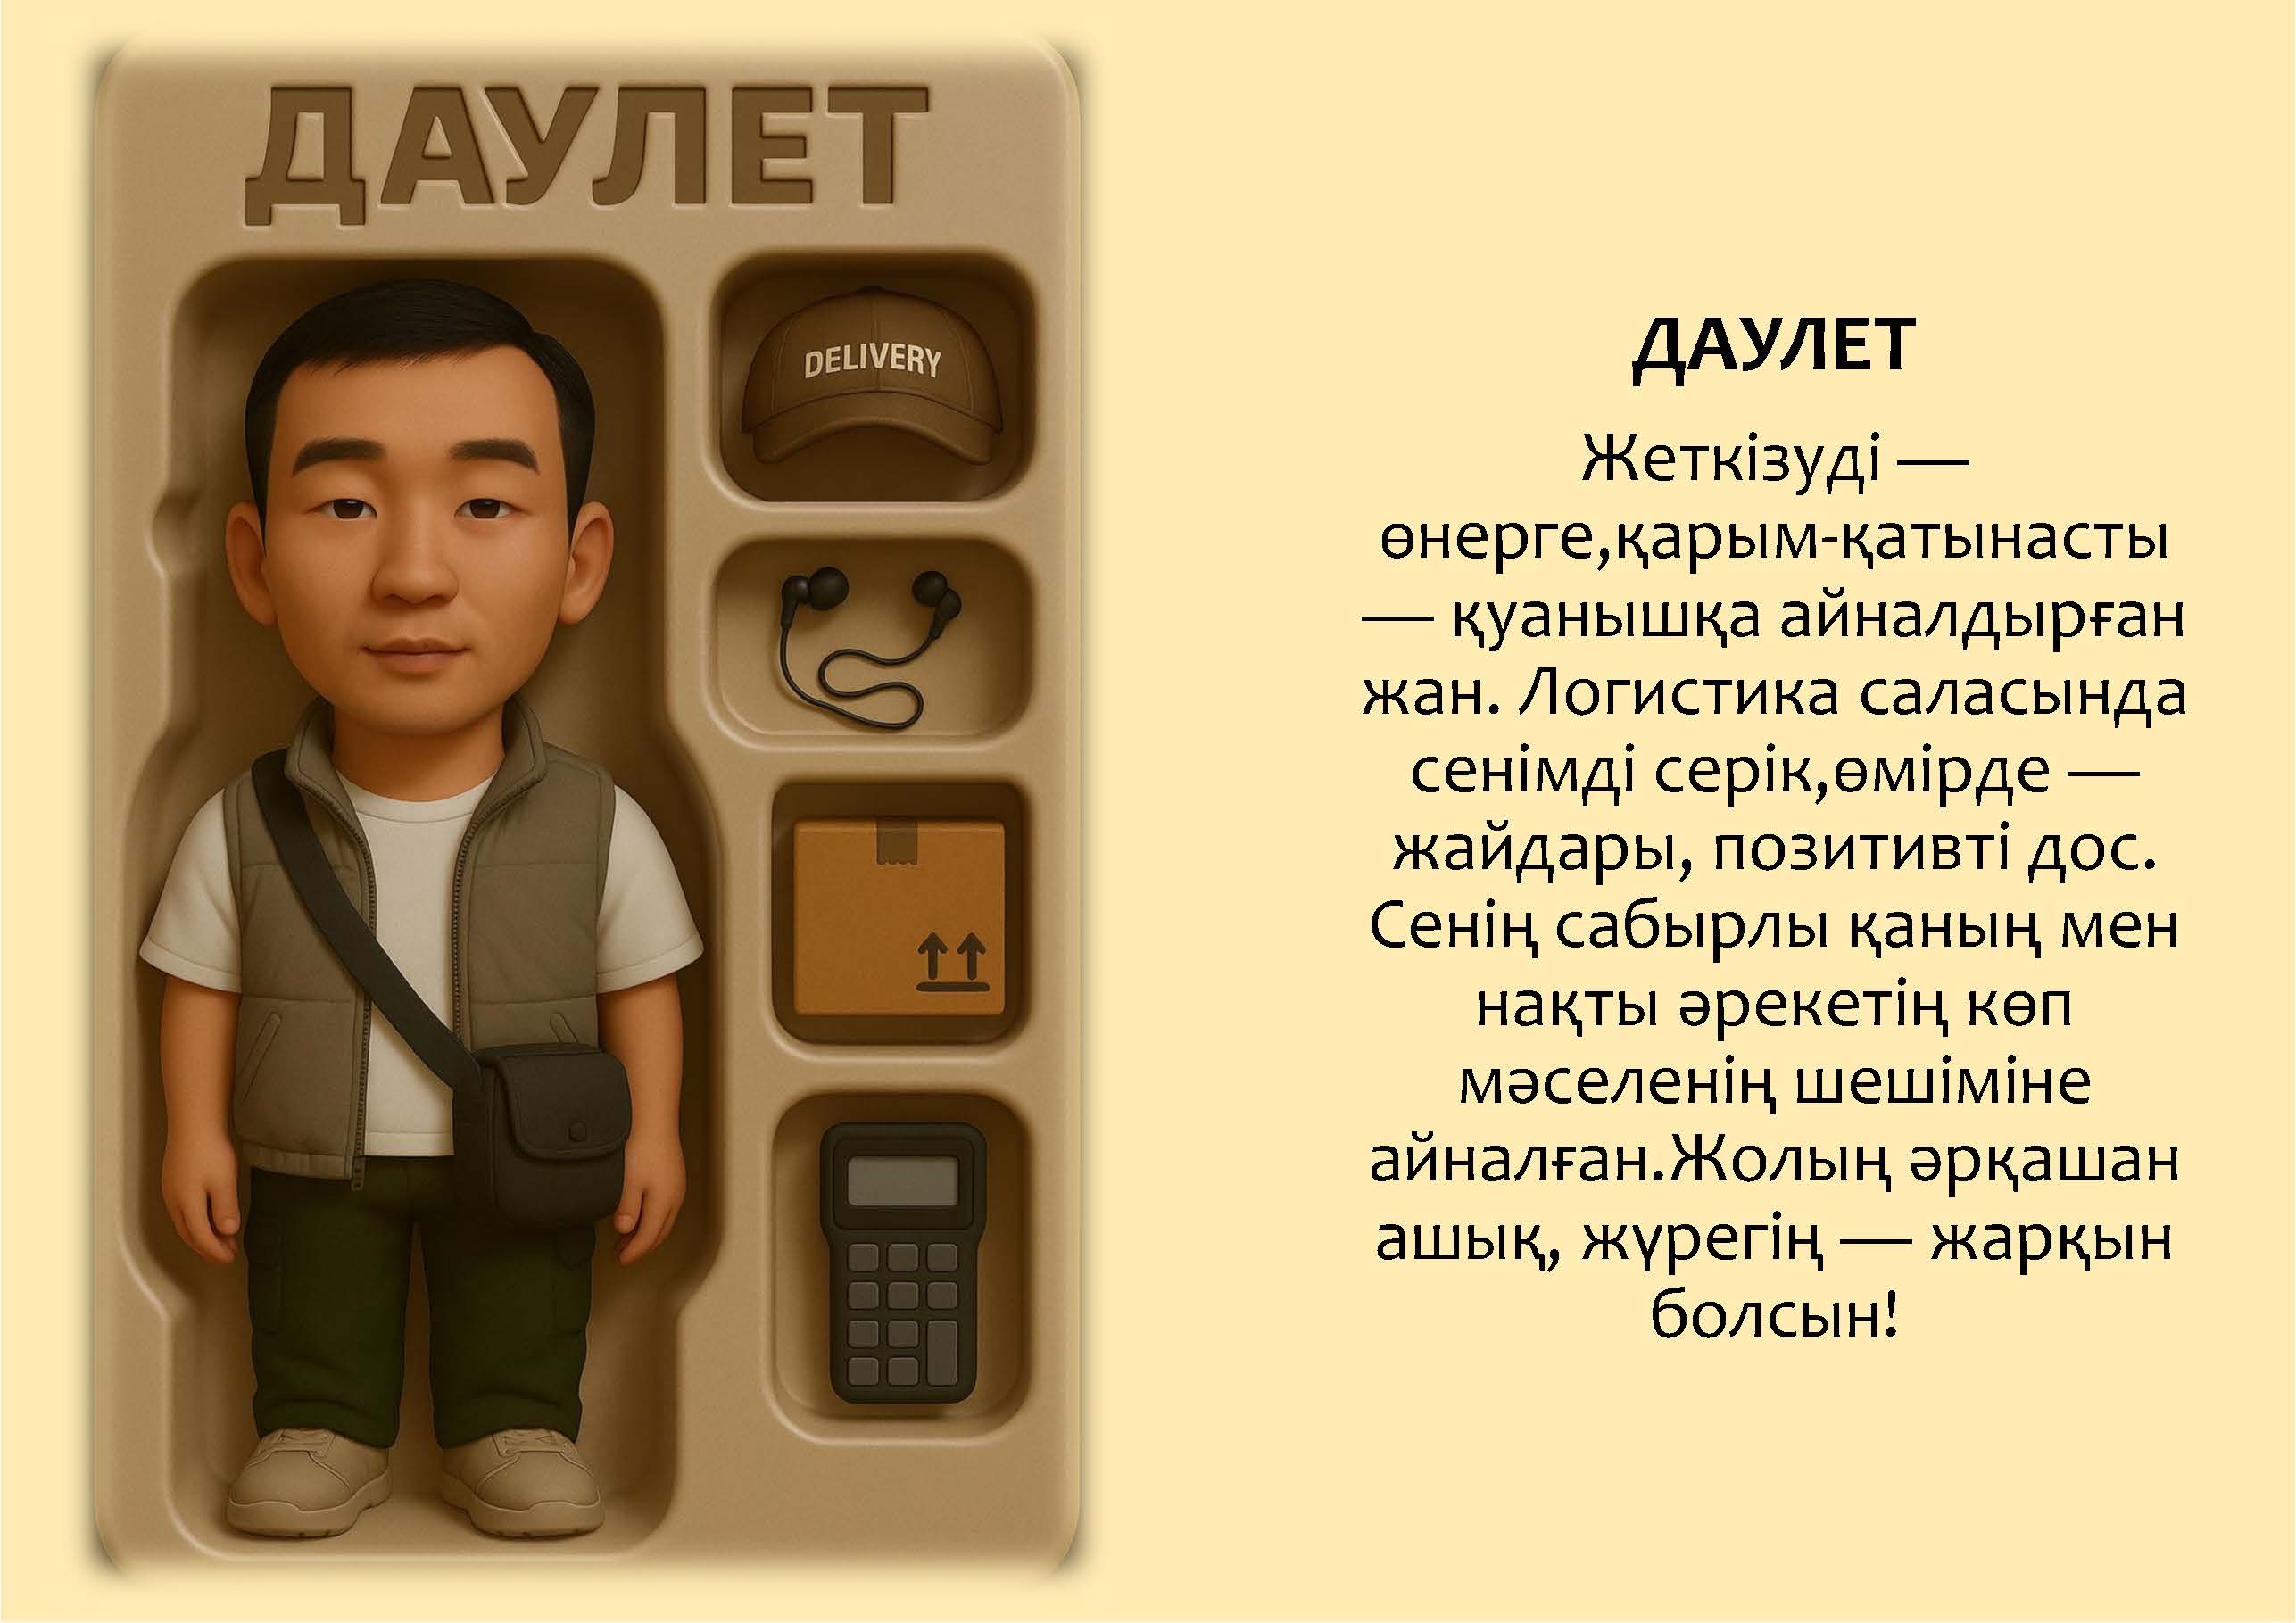 ДАУЛЕТ
DELIVERY
ДАУЛЕТ
Жеткізуді —
өнерге,қарым-қатынасты
— қуанышқа айналдырған
жан. Логистика саласында
сенімді серік,өмірде —
жайдары, позитивті дос.
Сенің сабырлы қаның мен
нақты әрекетің көп
мәселенің шешіміне
айналған.Жолың әрқашан
ашық, жүрегің — жарқын
болсын!